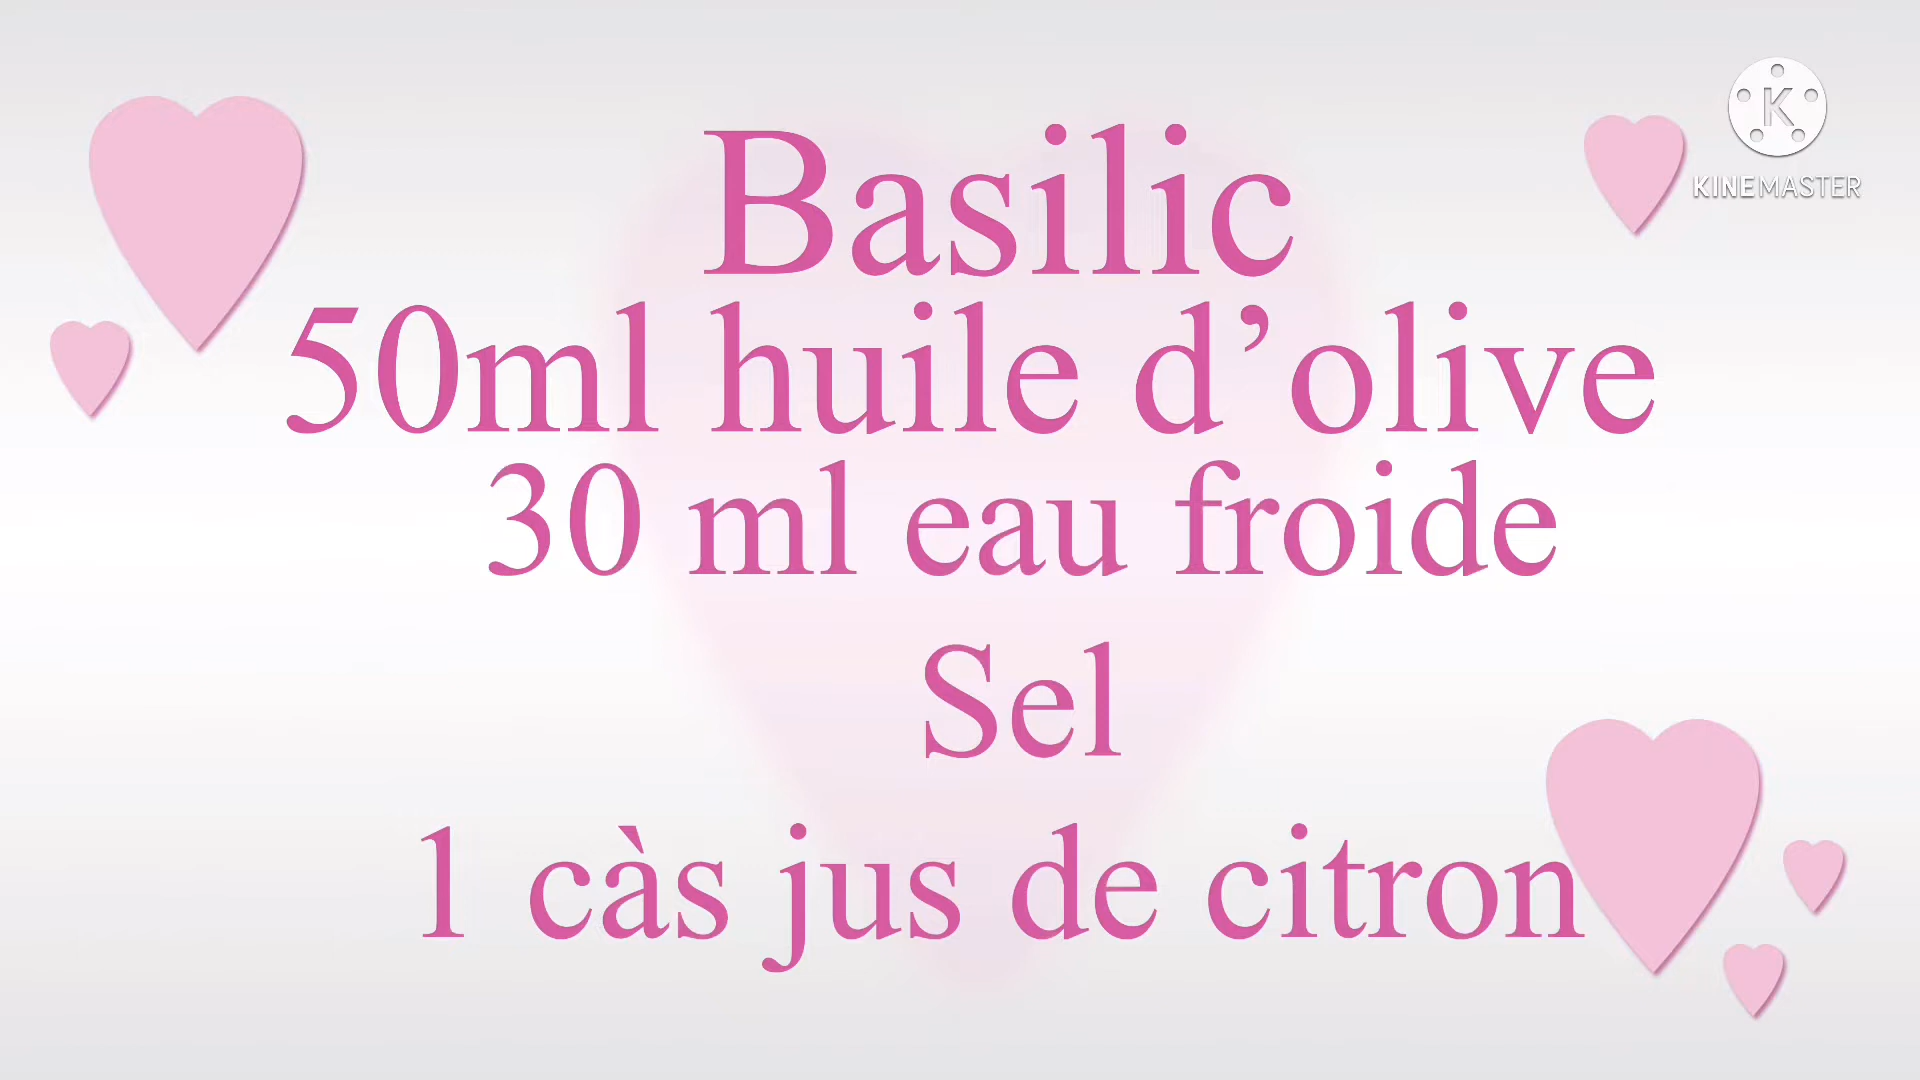 Basilic
K
KINEMASTER
50ml huile d’olive
30 ml eau froide
Sel
1 càs jus de citron